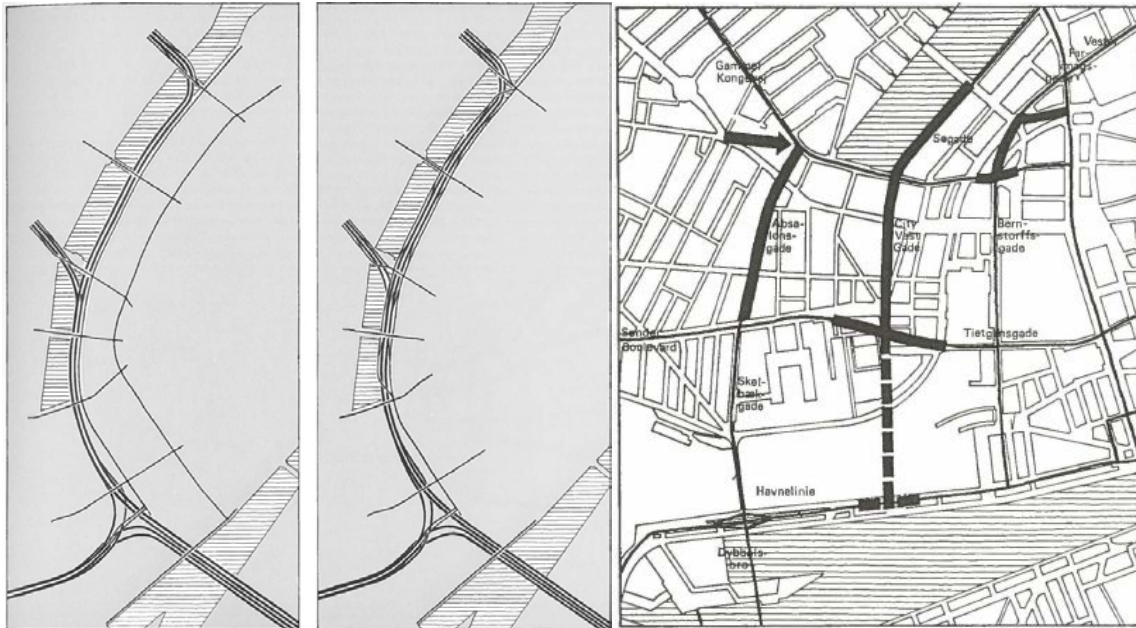 Gammel
Kongevej
Vester
Far-
imags-
gade
Søgade
Absa-
lons-
gade
City
Vest
Gade
Bern-
storffs-
gade
Sønder
Boulevard
Tietgensgade
Skel-
bæk-
gade
Havnelinie
Dybbøls-
bro